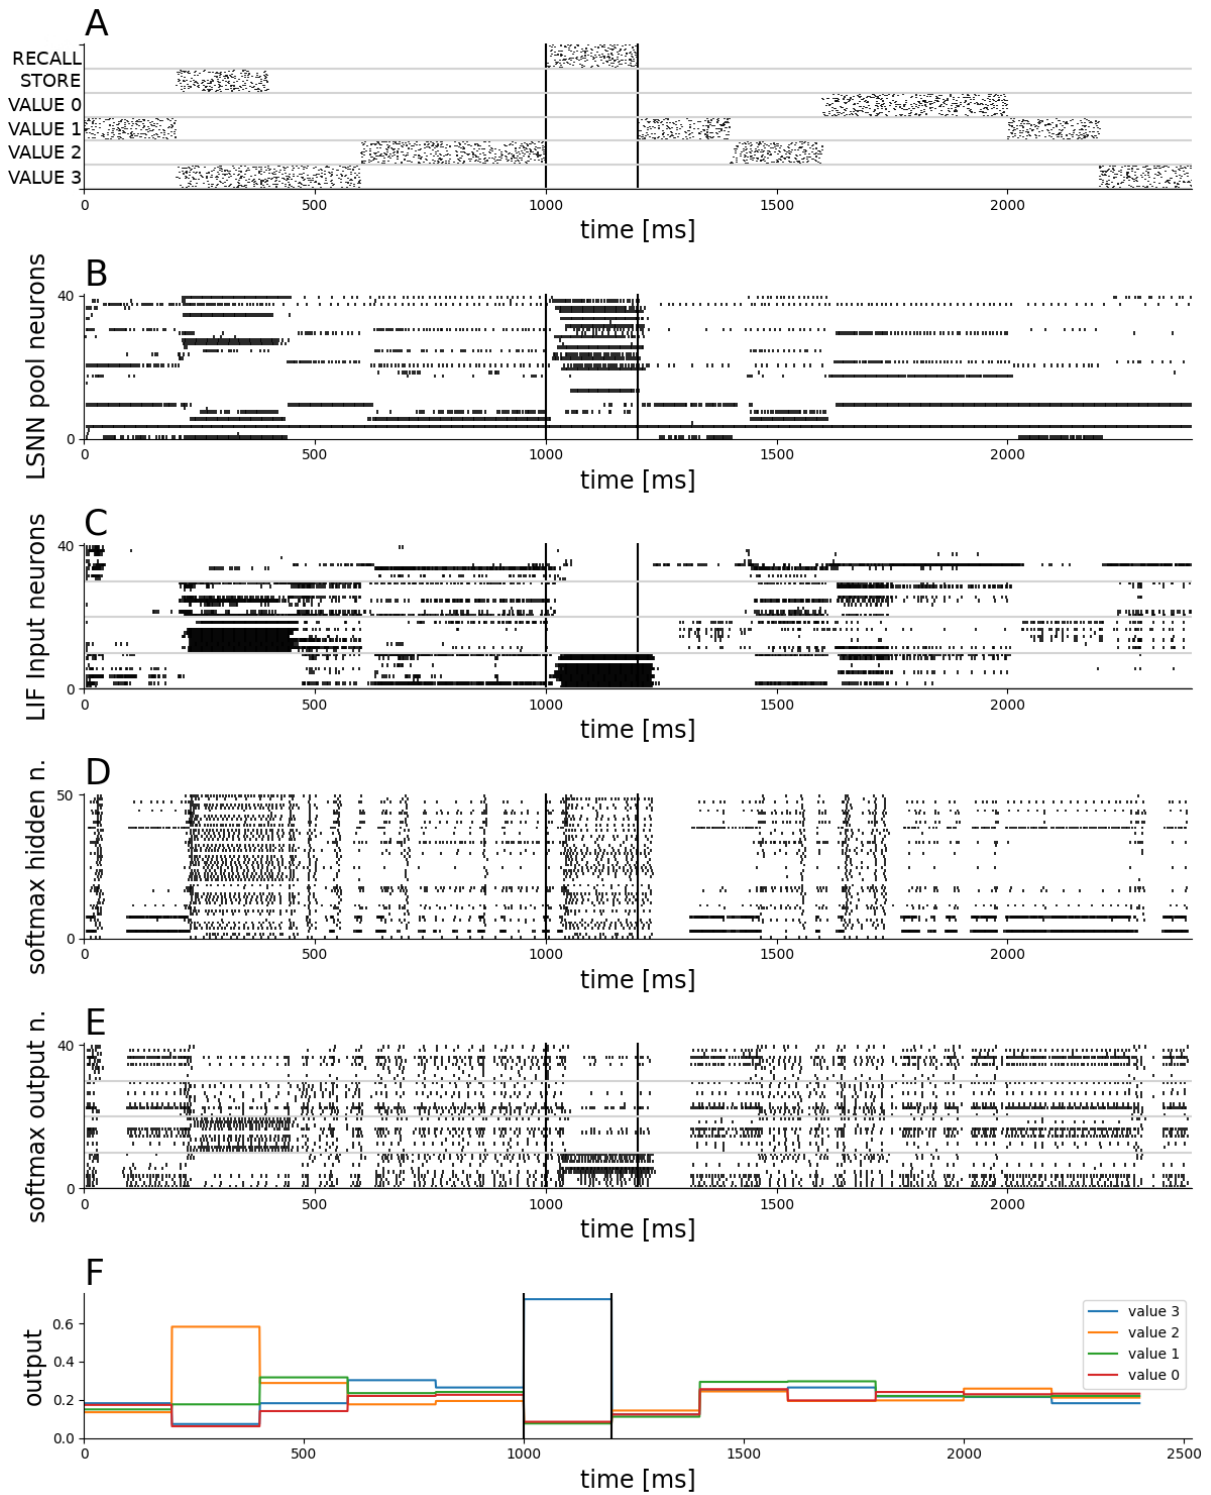 A
RECALL
STORE
VALUE 0
VALUE 1
VALUE 2
VALUE 3
0 500 1000 1500 2000
time [ms]
B
LSNN pool neurons
40
0
0 500 1000 1500 2000
time [ms]
C
LIF Input neurons
40
0
0 500 1000 1500 2000
time [ms]
D
softmax hidden n.
50
0
0 500 1000 1500 2000
time [ms]
E
softmax output n.
40
0
0 500 1000 1500 2000
time [ms]
F
output
0.6
0.4
0.2
0.0
value 3
value 2
value 1
value 0
0 500 1000 1500 2000 2500
time [ms]